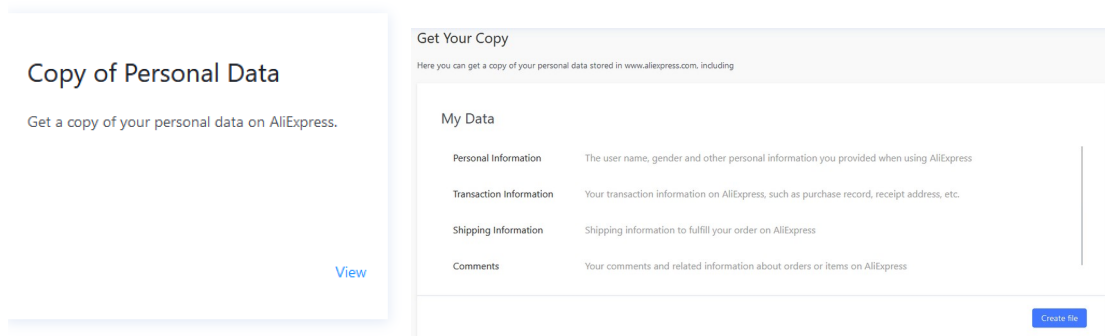 Copy of Personal Data
Get a copy of your personal data on AliExpress.
View
Get Your Copy
Here you can get a copy of your personal data stored in www.aliexpress.com, including
My Data
Personal Information The user name, gender and other personal information you provided when using AliExpress
Transaction Information Your transaction information on AliExpress, such as purchase record, receipt address, etc.
Shipping Information Shipping information to fulfill your order on AliExpress
Comments Your comments and related information about orders or items on AliExpress
Create file